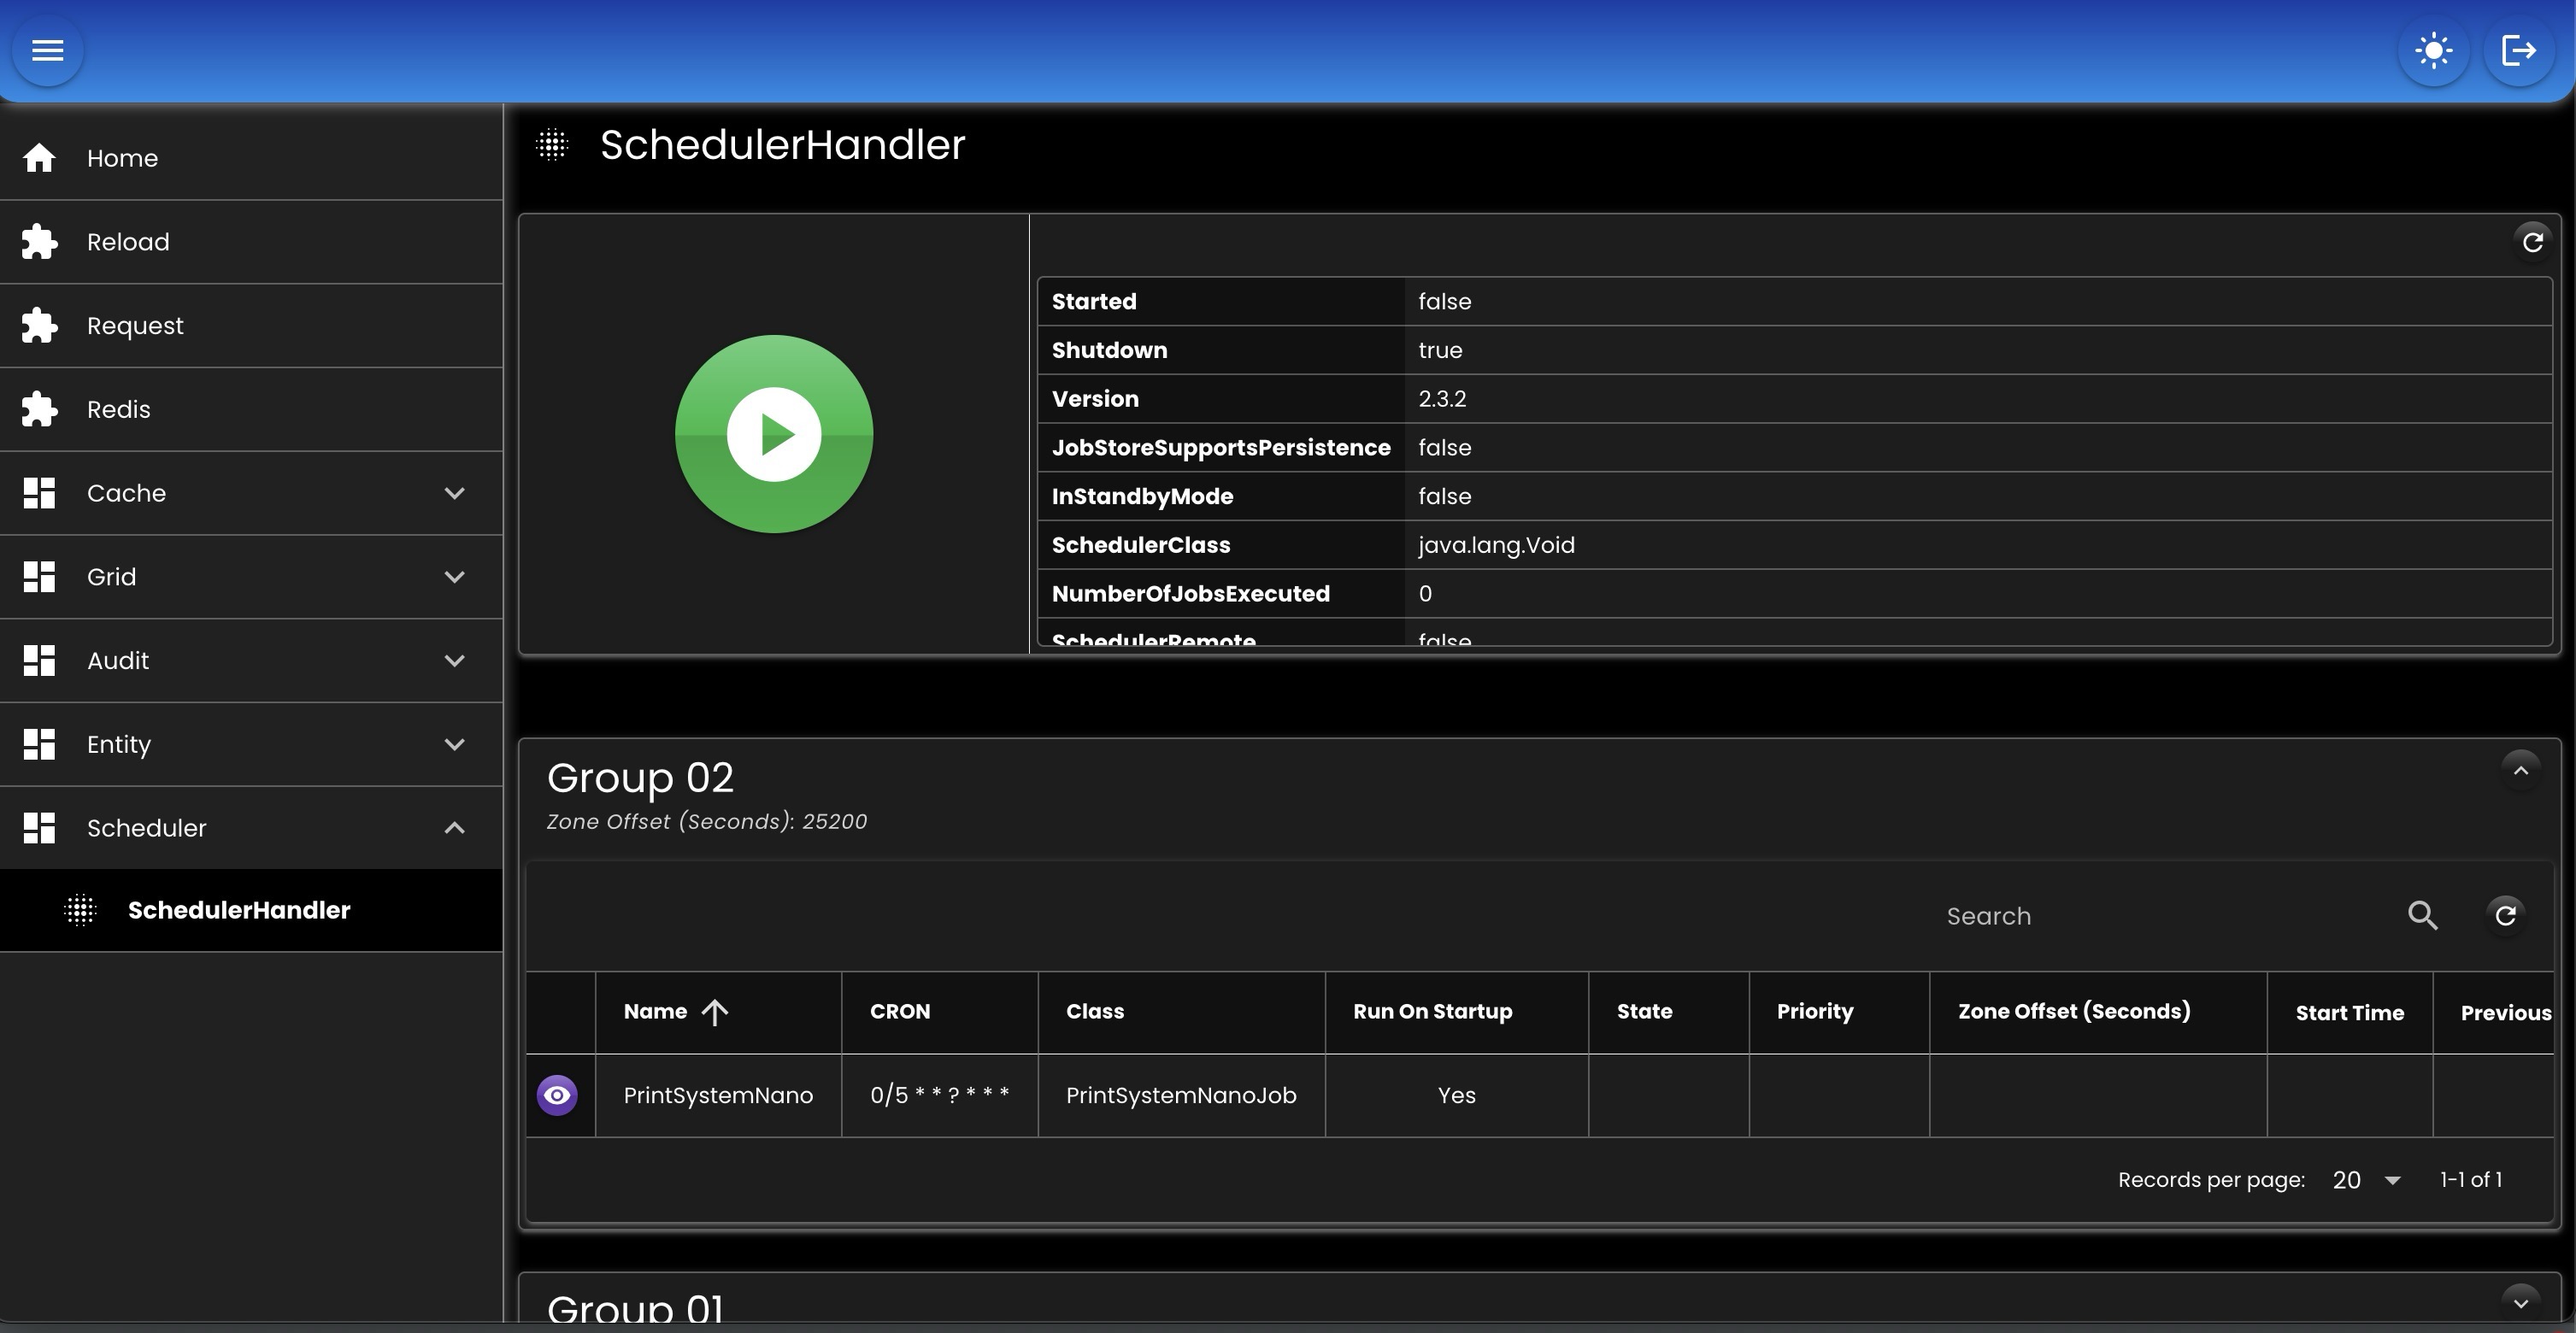 SchedulerHandler
Home
Reload
Request
Redis
Cache
Grid
Audit
Entity
Scheduler
SchedulerHandler
Started false
Shutdown true
Version 2.3.2
JobStoreSupportsPersistence false
InStandbyMode false
SchedulerClass java.lang.Void
NumberOfJobsExecuted 0
SchedulerRemote false
Group 02
Zone Offset (Seconds): 25200
Search
Name CRON Class Run On Startup State Priority Zone Offset (Seconds) Start Time Previous
PrintSystemNano 0/5 * * ? * * * PrintSystemNanoJob Yes
Records per page: 20 1-1 of 1
Group 01